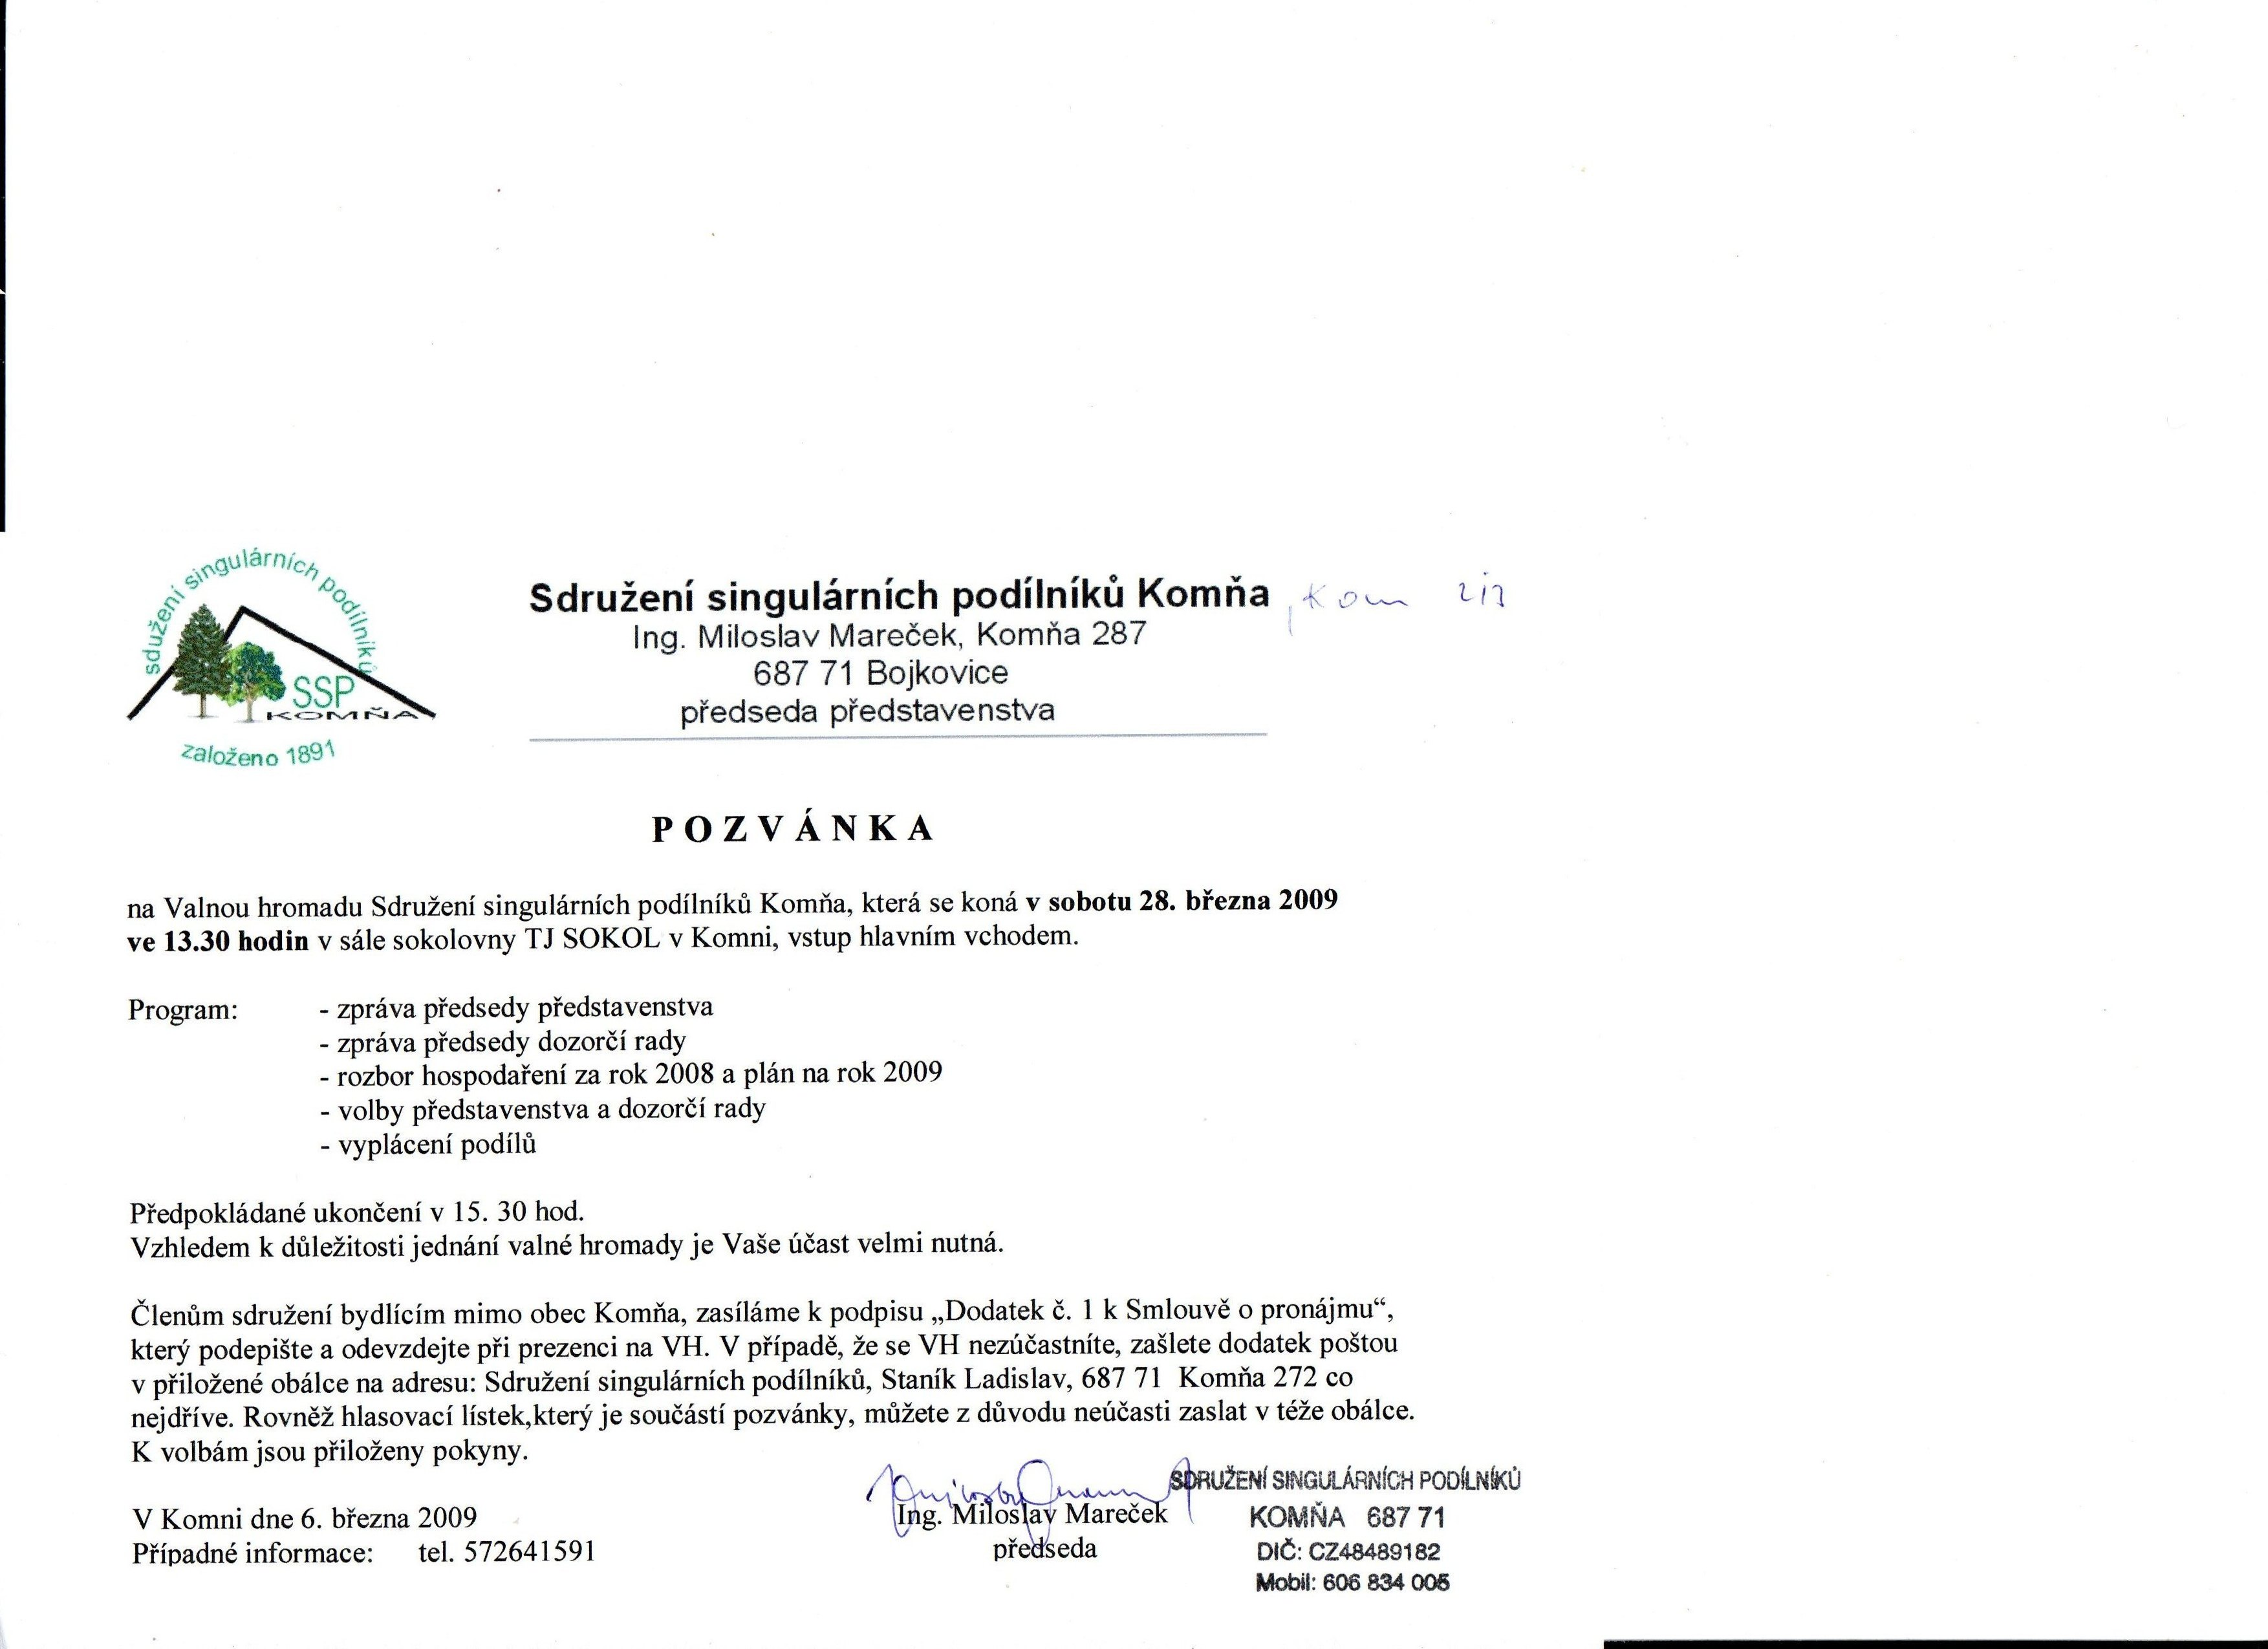 sdružení singulárních podílníků
SSP
KOMŇA
založeno 1891
Sdružení singulárních podílníků Komňa
Ing. Miloslav Mareček, Komňa 287
687 71 Bojkovice
předseda představenstva
POZVÁNKA
na Valnou hromadu Sdružení singulárních podílníků Komňa, která se koná v sobotu 28. března 2009
ve 13.30 hodin v sále sokolovny TJ SOKOL v Komni, vstup hlavním vchodem.
Program: - zpráva předsedy představenstva
- zpráva předsedy dozorčí rady
- rozbor hospodaření za rok 2008 a plán na rok 2009
- volby představenstva a dozorčí rady
- vyplácení podílů
Předpokládané ukončení v 15. 30 hod.
Vzhledem k důležitosti jednání valné hromady je Vaše účast velmi nutná.
Členům sdružení bydlícím mimo obec Komňa, zasíláme k podpisu „Dodatek č. 1 k Smlouvě o pronájmu“,
který podepište a odevzdejte při prezenci na VH. V případě, že se VH nezúčastníte, zašlete dodatek poštou
v přiložené obálce na adresu: Sdružení singulárních podílníků, Staník Ladislav, 687 71 Komňa 272 co
nejdříve. Rovněž hlasovací lístek,který je součástí pozvánky, můžete z důvodu neúčasti zaslat v téže obálce.
K volbám jsou přiloženy pokyny.
V Komni dne 6. března 2009
Případné informace: tel. 572641591
Ing. Miloslav Mareček
předseda
SDRUŽENÍ SINGULÁRNÍCH PODÍLNÍKŮ
KOMŇA 687 71
DIČ: CZ48489182
Mobil: 606 834 005